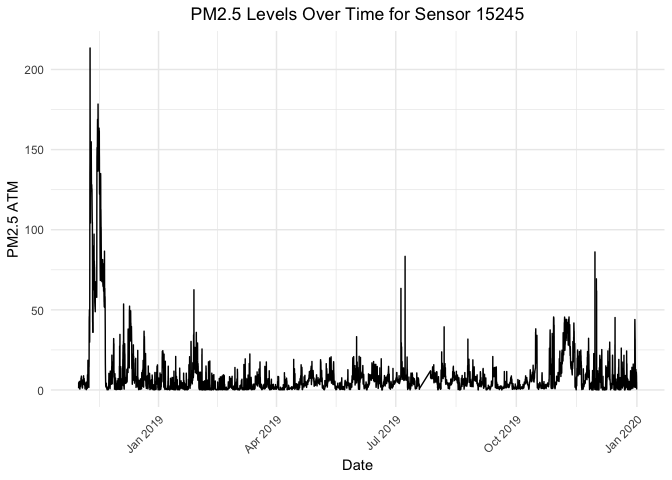 PM2.5 Levels Over Time for Sensor 15245
PM2.5 ATM
200
150
100
50
0
Jan 2019
Apr 2019
Jul 2019
Oct 2019
Jan 2020
Date